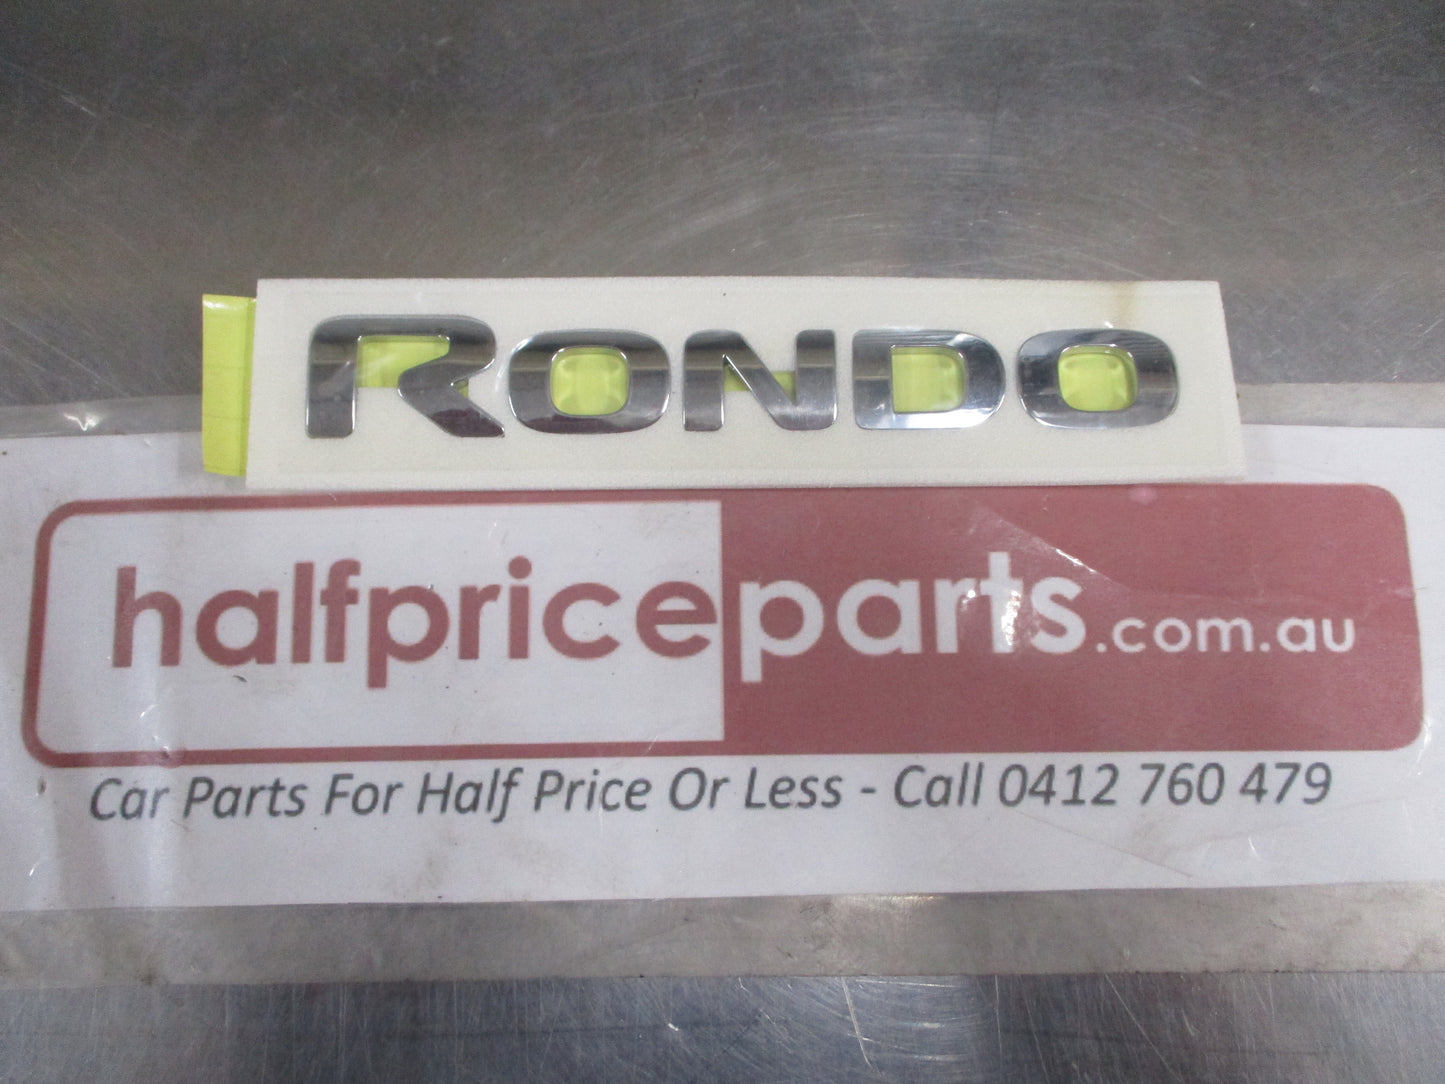 RONDO
halfpriceparts.com.au
Car Parts For Half Price Or Less - Call 0412 760 479